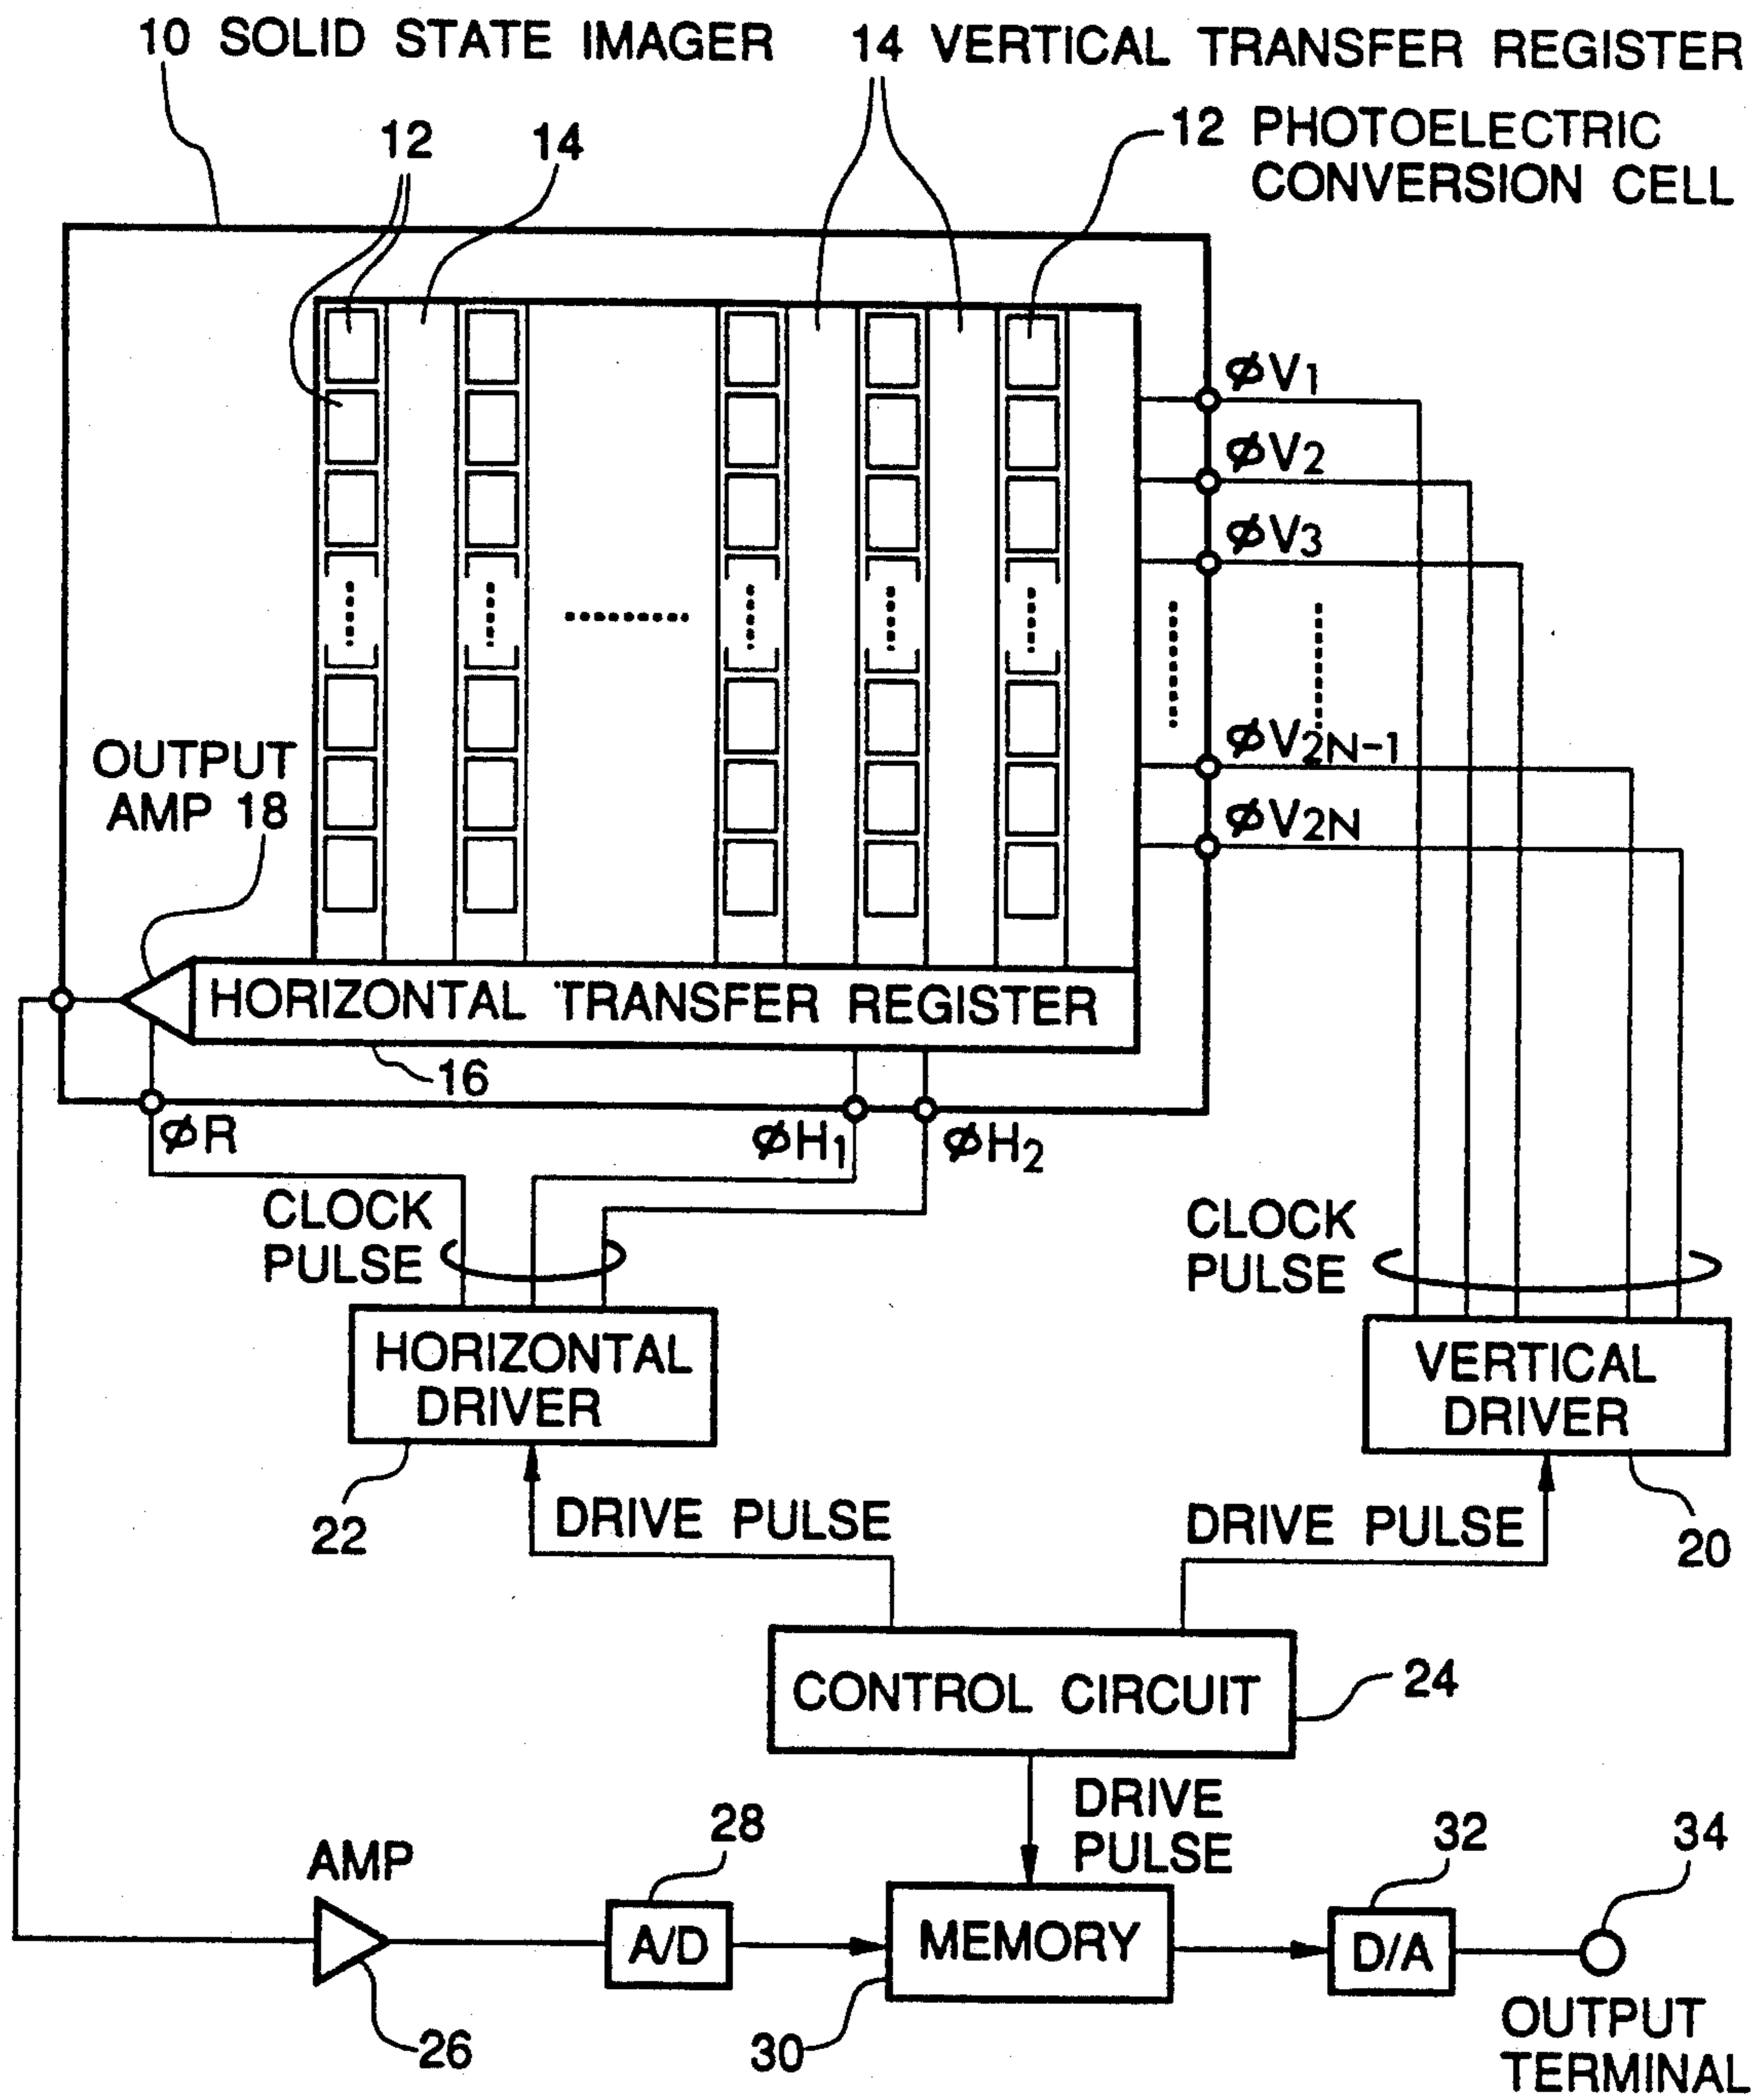 10 SOLID STATE IMAGER
14 VERTICAL TRANSFER REGISTER
12
14
12 PHOTOELECTRIC
CONVERSION CELL
øV1
øV2
øV3
øV2N-1
øV2N
OUTPUT
AMP 18
HORIZONTAL TRANSFER REGISTER
16
øR
øH1
øH2
CLOCK
PULSE
CLOCK
PULSE
HORIZONTAL
DRIVER
VERTICAL
DRIVER
22
DRIVE PULSE
DRIVE PULSE
20
CONTROL CIRCUIT
24
DRIVE
PULSE
AMP
28
32
34
A/D
MEMORY
D/A
26
30
OUTPUT
TERMINAL